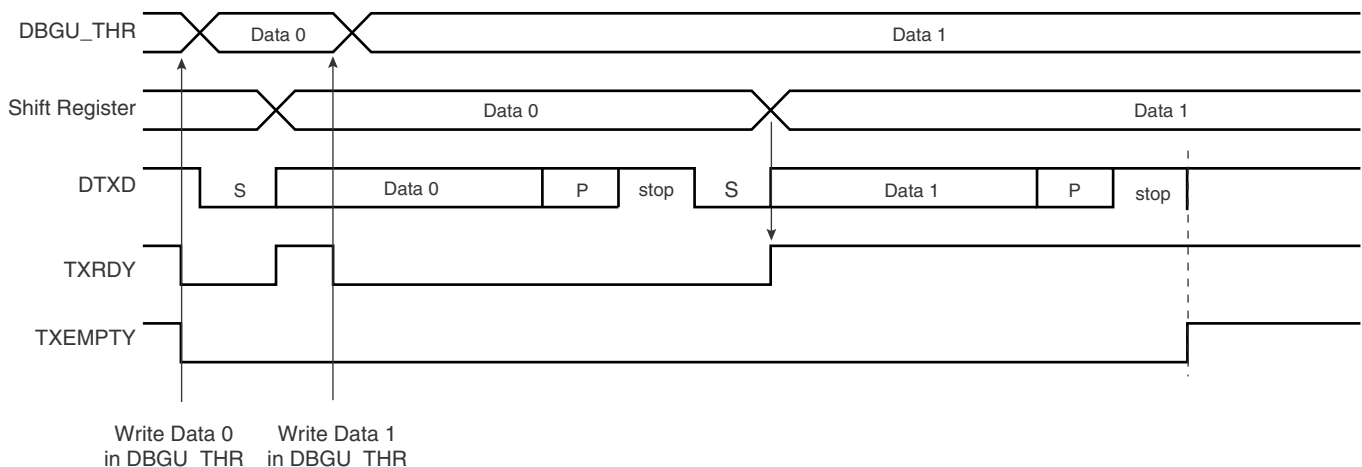 DBGU_THR Data 0 Data 1
Shift Register Data 0 Data 1
DTXD S Data 0 P stop S Data 1 P stop
TXRDY
TXEMPTY
Write Data 0
in DBGU_THR
Write Data 1
in DBGU_THR